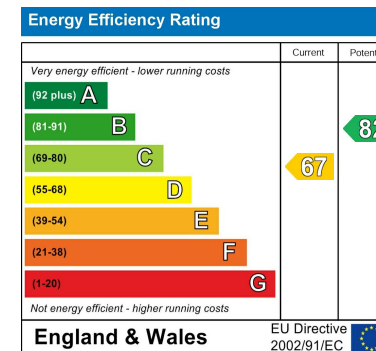 Energy Efficiency Rating
Current Potent
Very energy efficient - lower running costs
(92 plus) A
(81-91) B
82
(69-80) C
67
(55-68) D
(39-54) E
(21-38) F
(1-20) G
Not energy efficient - higher running costs
England & Wales
EU Directive
2002/91/EC